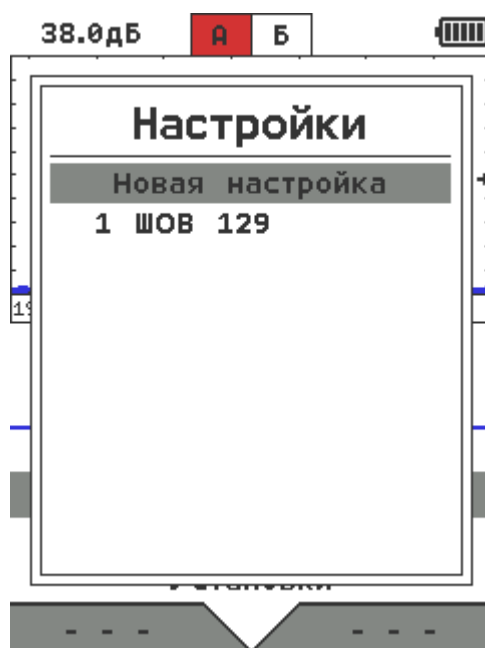 38.0дБ А Б
Настройки
Новая настройка
1 ШОВ 129
- - -   - - -